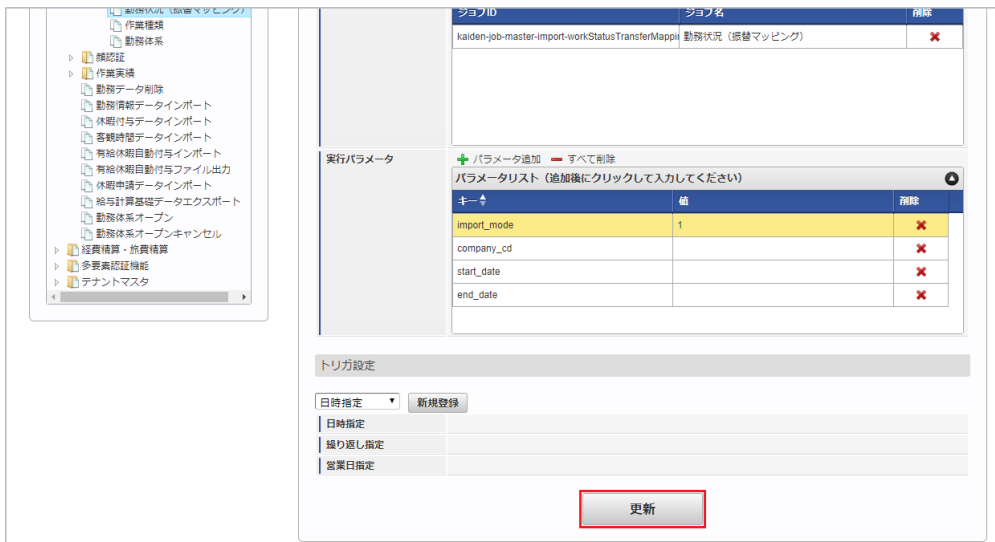 勤務状況（振替マッピング）
作業種類
勤務体系
顔認証
作業実績
勤務データ削除
勤務情報データインポート
休暇付与データインポート
客観時間データインポート
有給休暇自動付与インポート
有給休暇自動付与ファイル出力
休暇申請データインポート
給与計算基礎データエクスポート
勤務体系オープン
勤務体系オープンキャンセル
経費精算・旅費精算
多要素認証機能
テナントマスタ
ジョブID ジョブ名 削除
kaiden-job-master-import-workStatusTransferMappin 勤務状況（振替マッピング）
実行パラメータ
パラメータ追加 すべて削除
パラメータリスト（追加後にクリックして入力してください）
キー 値 削除
import_mode 1
company_cd
start_date
end_date
トリガ設定
日時指定 新規登録
日時指定
繰り返し指定
営業日指定
更新